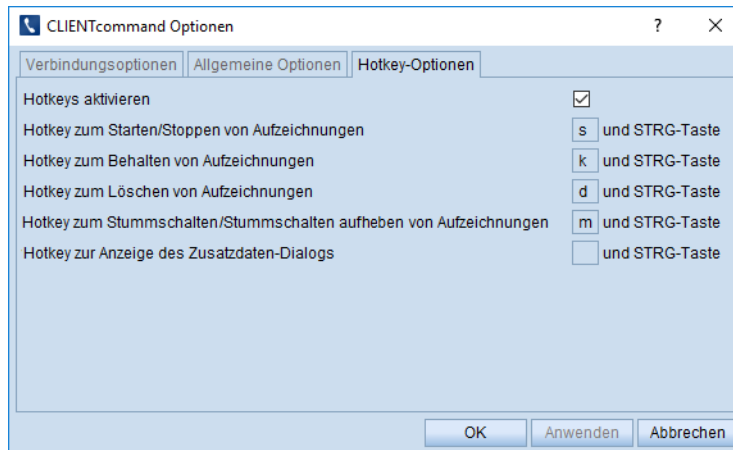 CLIENTcommand Optionen ?
Verbindungsoptionen Allgemeine Optionen Hotkey-Optionen
Hotkeys aktivieren
Hotkey zum Starten/Stoppen von Aufzeichnungen s und STRG-Taste
Hotkey zum Behalten von Aufzeichnungen k und STRG-Taste
Hotkey zum Löschen von Aufzeichnungen d und STRG-Taste
Hotkey zum Stummschalten/Stummschalten aufheben von Aufzeichnungen m und STRG-Taste
Hotkey zur Anzeige des Zusatzdaten-Dialogs und STRG-Taste
OK Anwenden Abbrechen